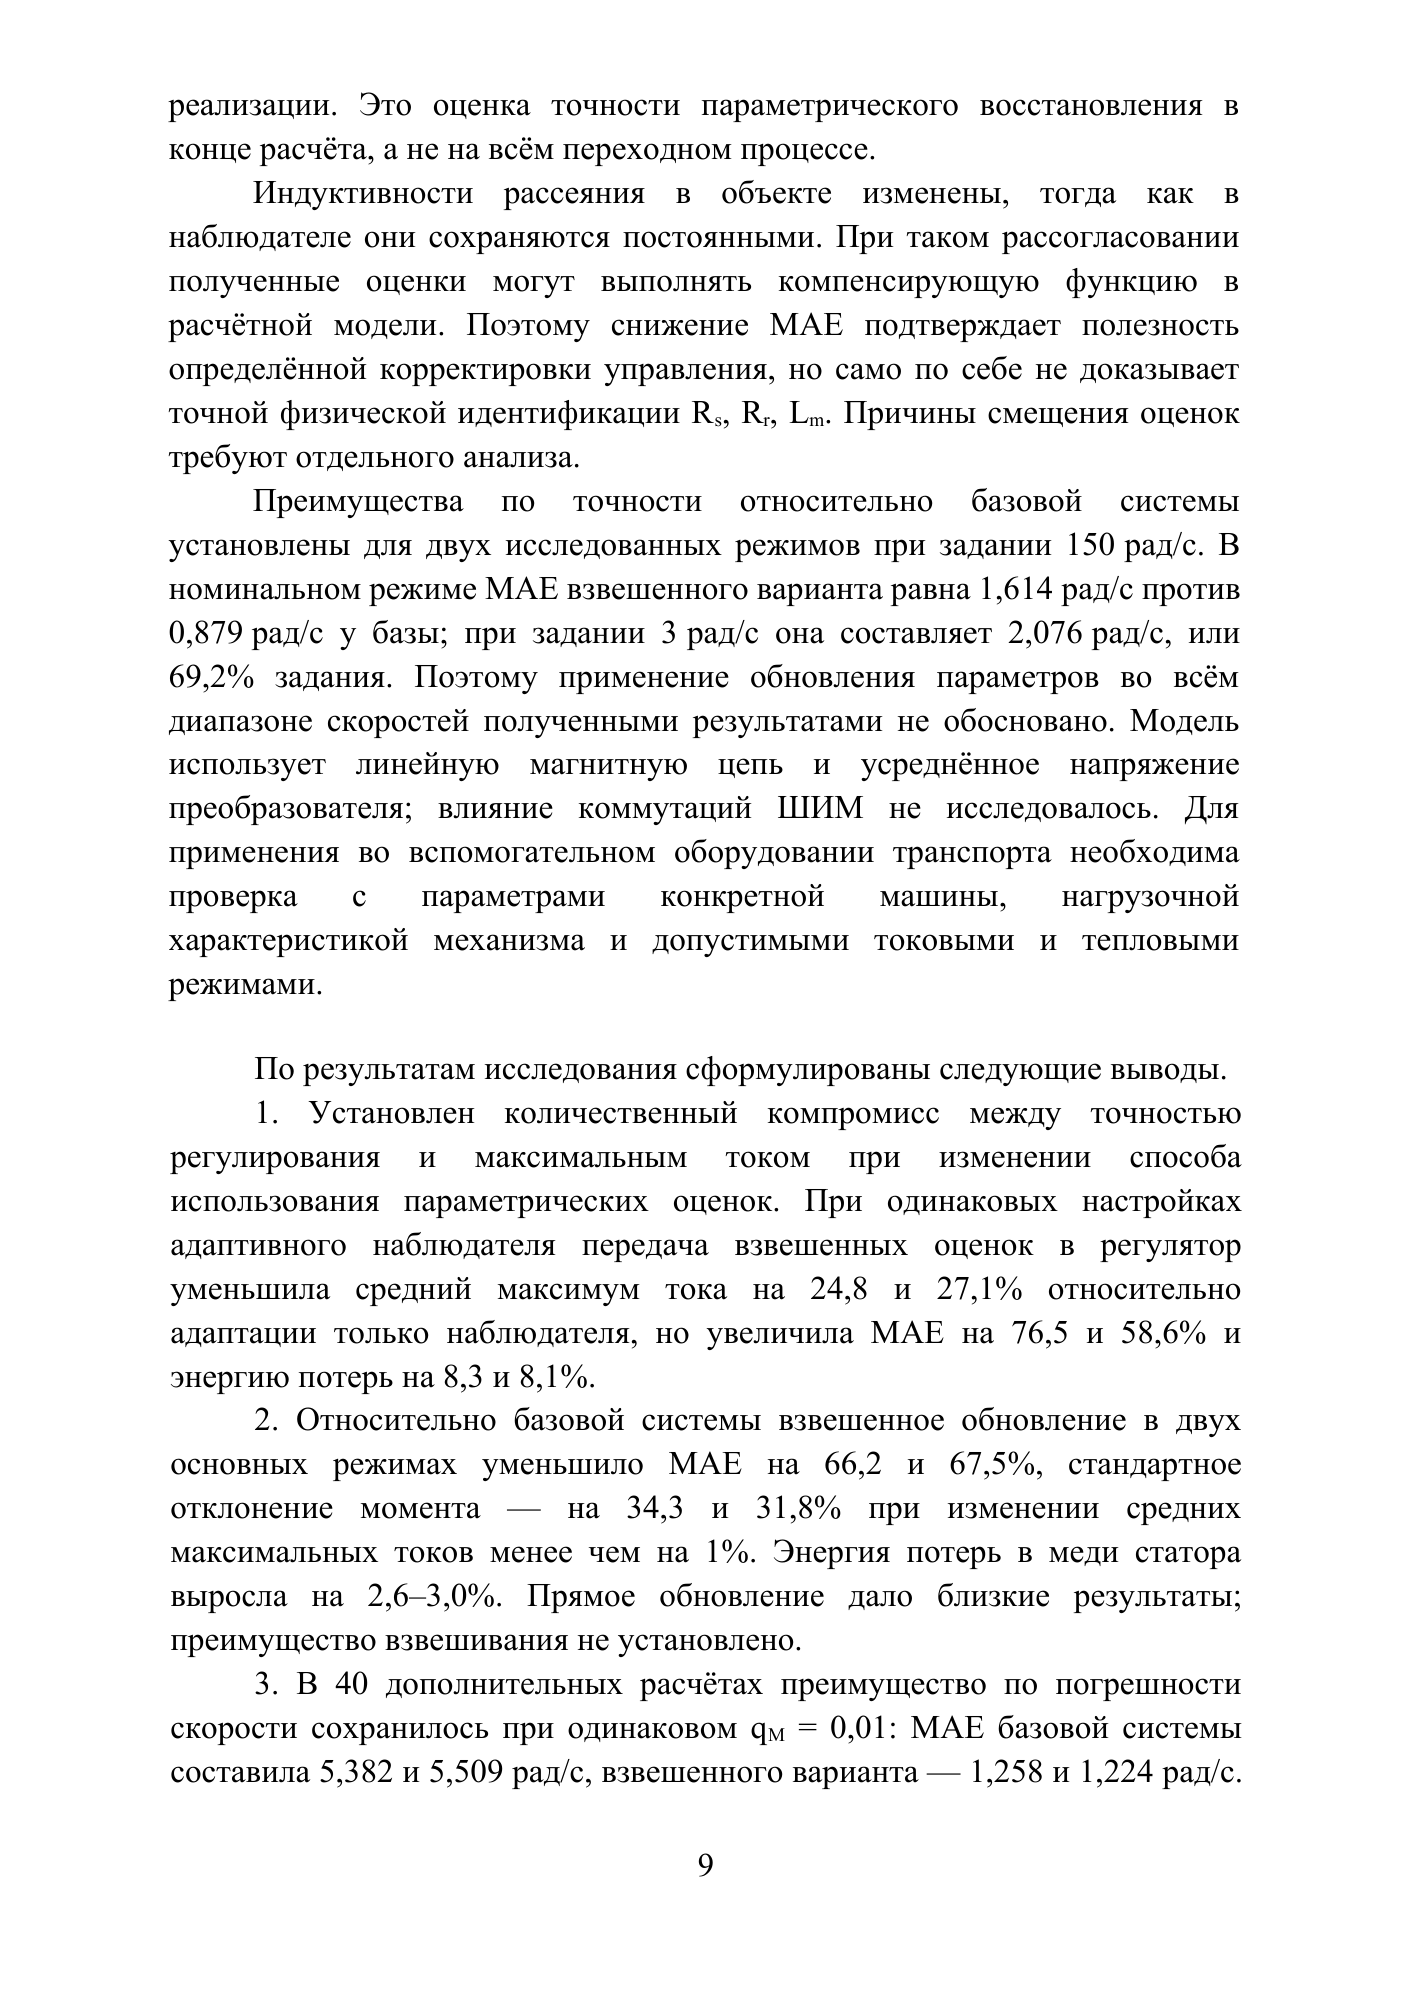 реализации. Это оценка точности параметрического восстановления в
конце расчёта, а не на всём переходном процессе.
Индуктивности рассеяния в объекте изменены, тогда как в
наблюдателе они сохраняются постоянными. При таком рассогласовании
полученные оценки могут выполнять компенсирующую функцию в
расчётной модели. Поэтому снижение MAE подтверждает полезность
определённой корректировки управления, но само по себе не доказывает
точной физической идентификации Rs, Rr, Lm. Причины смещения оценок
требуют отдельного анализа.
Преимущества по точности относительно базовой системы
установлены для двух исследованных режимов при задании 150 рад/с. В
номинальном режиме MAE взвешенного варианта равна 1,614 рад/с против
0,879 рад/с у базы; при задании 3 рад/с она составляет 2,076 рад/с, или
69,2% задания. Поэтому применение обновления параметров во всём
диапазоне скоростей полученными результатами не обосновано. Модель
использует линейную магнитную цепь и усреднённое напряжение
преобразователя; влияние коммутаций ШИМ не исследовалось. Для
применения во вспомогательном оборудовании транспорта необходима
проверка с параметрами конкретной машины, нагрузочной
характеристикой механизма и допустимыми токовыми и тепловыми
режимами.
По результатам исследования сформулированы следующие выводы.
1. Установлен количественный компромисс между точностью
регулирования и максимальным током при изменении способа
использования параметрических оценок. При одинаковых настройках
адаптивного наблюдателя передача взвешенных оценок в регулятор
уменьшила средний максимум тока на 24,8 и 27,1% относительно
адаптации только наблюдателя, но увеличила MAE на 76,5 и 58,6% и
энергию потерь на 8,3 и 8,1%.
2. Относительно базовой системы взвешенное обновление в двух
основных режимах уменьшило MAE на 66,2 и 67,5%, стандартное
отклонение момента — на 34,3 и 31,8% при изменении средних
максимальных токов менее чем на 1%. Энергия потерь в меди статора
выросла на 2,6–3,0%. Прямое обновление дало близкие результаты;
преимущество взвешивания не установлено.
3. В 40 дополнительных расчётах преимущество по погрешности
скорости сохранилось при одинаковом qM = 0,01: MAE базовой системы
составила 5,382 и 5,509 рад/с, взвешенного варианта — 1,258 и 1,224 рад/с.
9